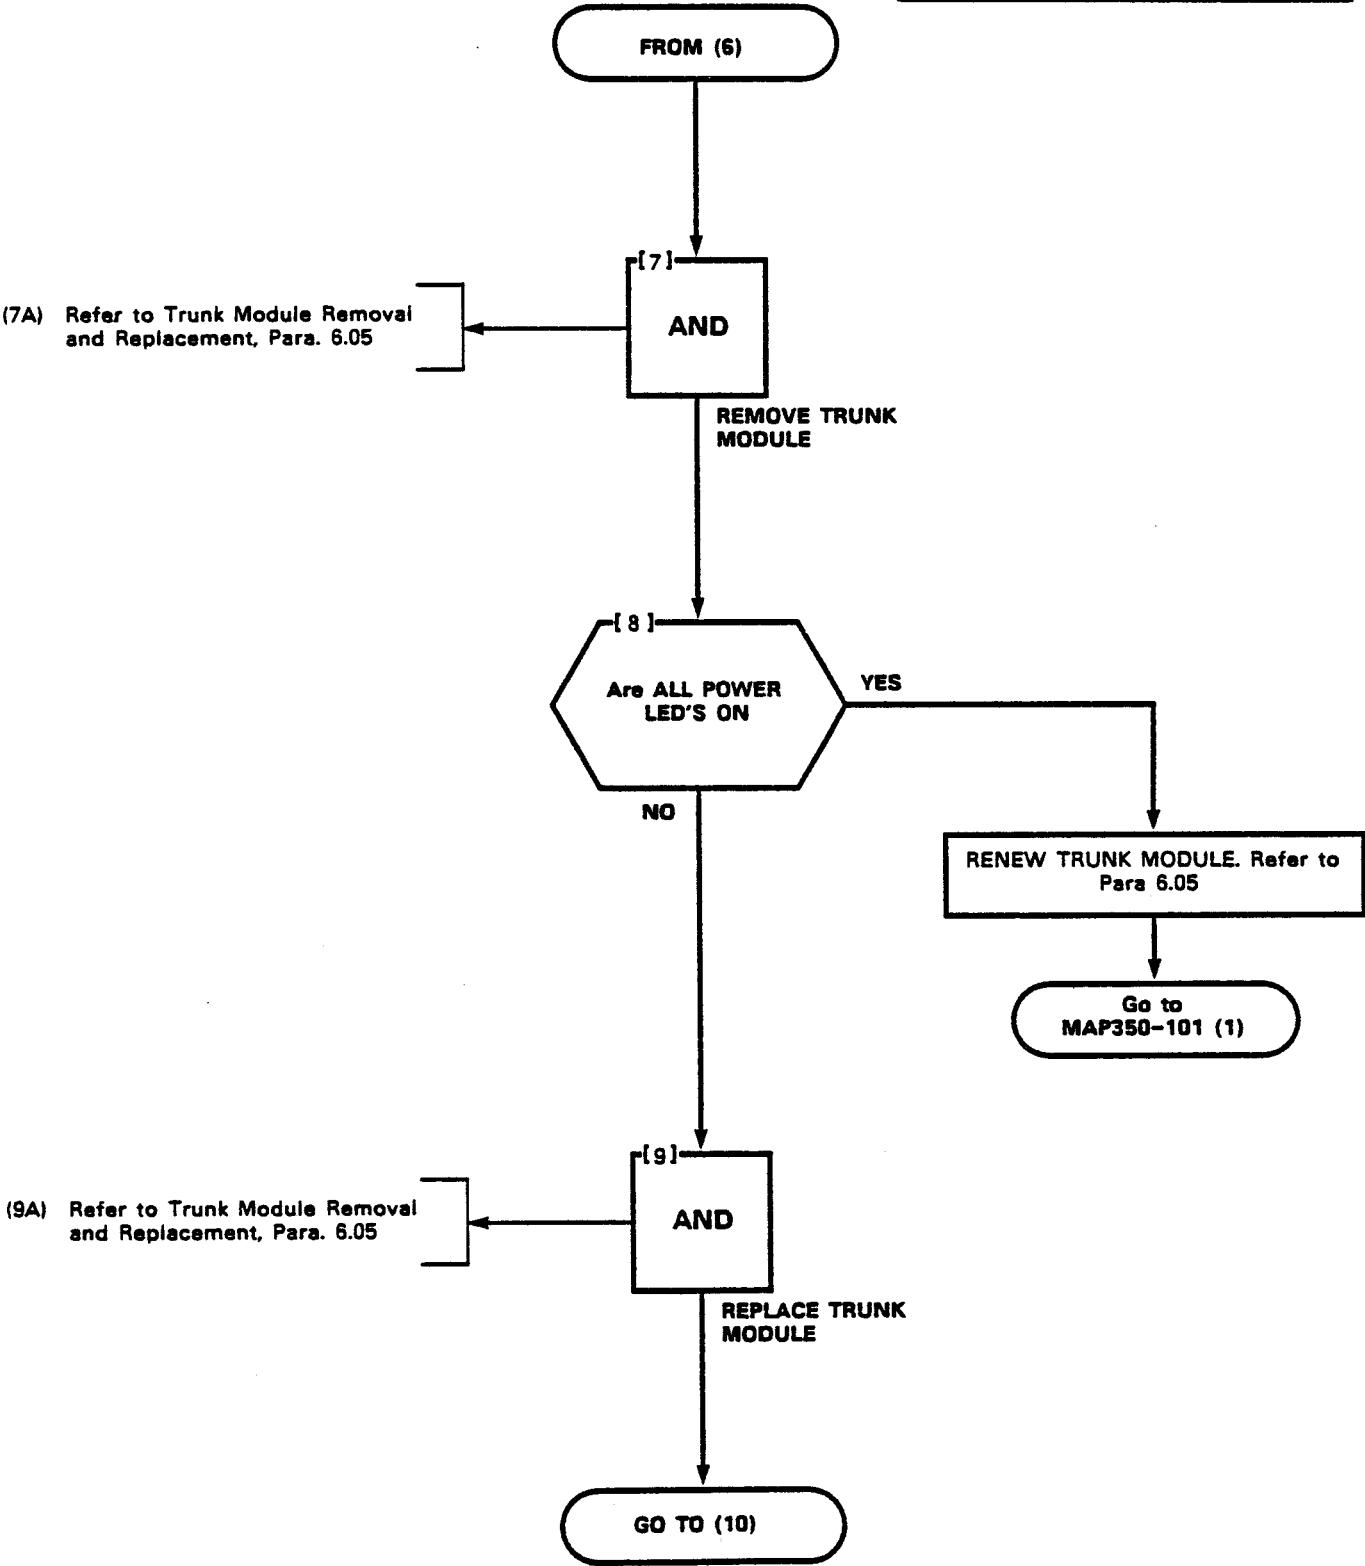 FROM (6)
[7]
(7A) Refer to Trunk Module Removal
and Replacement, Para. 6.05
AND
REMOVE TRUNK
MODULE
[8]
Are ALL POWER
LED'S ON
YES
NO
RENEW TRUNK MODULE. Refer to
Para 6.05
Go to
MAP350-101 (1)
[9]
(9A) Refer to Trunk Module Removal
and Replacement, Para. 6.05
AND
REPLACE TRUNK
MODULE
GO TO (10)